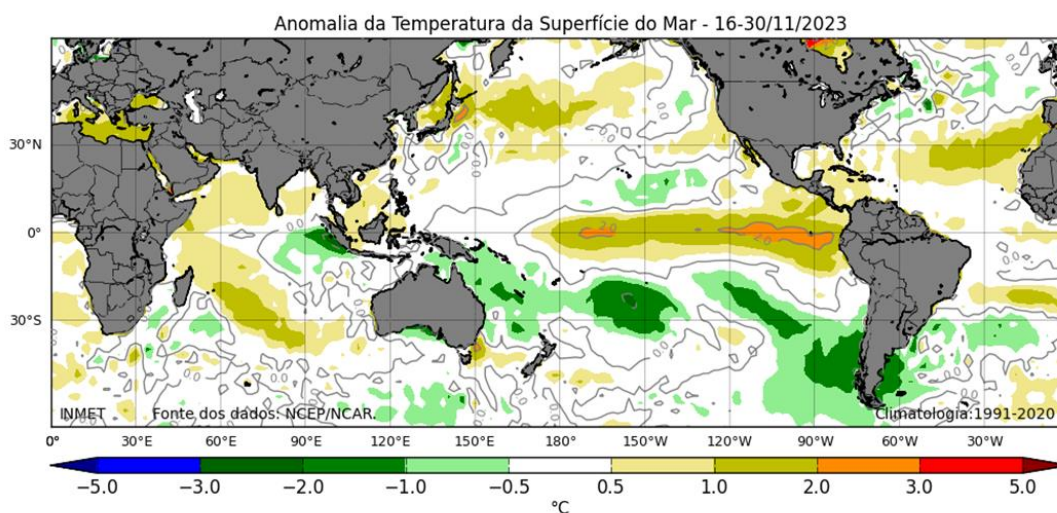 Anomalia da Temperatura da Superfície do Mar - 16-30/11/2023
30°N
0°
30°S
INMET Fonte dos dados: NCEP/NCAR. Climatologia:1991-2020
0° 30°E 60°E 90°E 120°E 150°E 180° 150°W 120°W 90°W 60°W 30°W
−5.0 −3.0 −2.0 −1.0 −0.5 0.5 1.0 2.0 3.0 5.0
°C